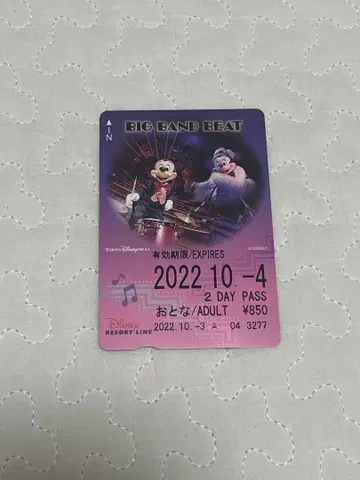 ▲IN
BIG BAND BEAT
TOKYO DisneySEA
©DISNEY
有効期限/EXPIRES
2022.10.-4
2 DAY PASS
おとな/ADULT ¥850
Disney
RESORT LINE
2022.10.-3 A 04 3277